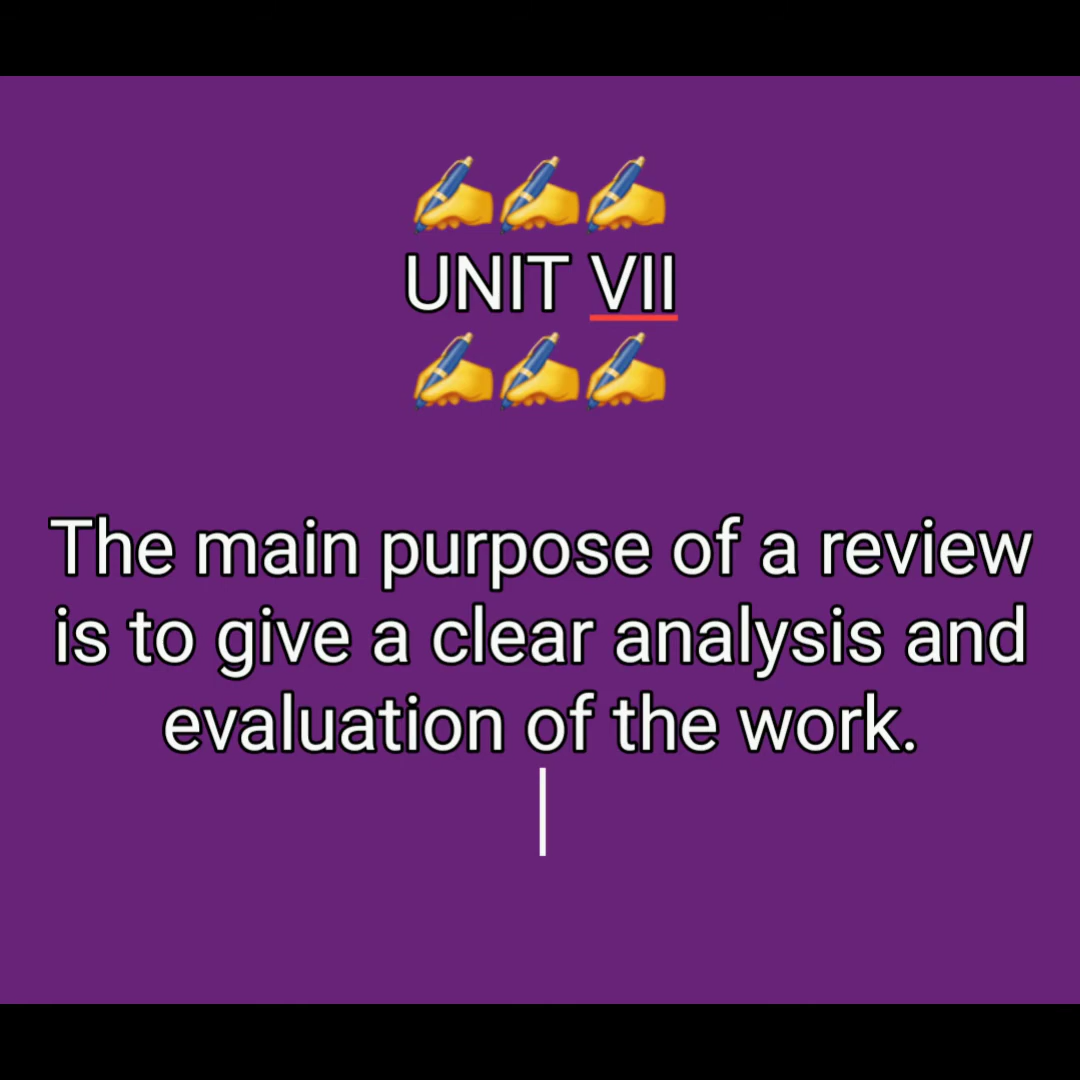 ✍✍✍
UNIT VII
✍✍✍
The main purpose of a review
is to give a clear analysis and
evaluation of the work.